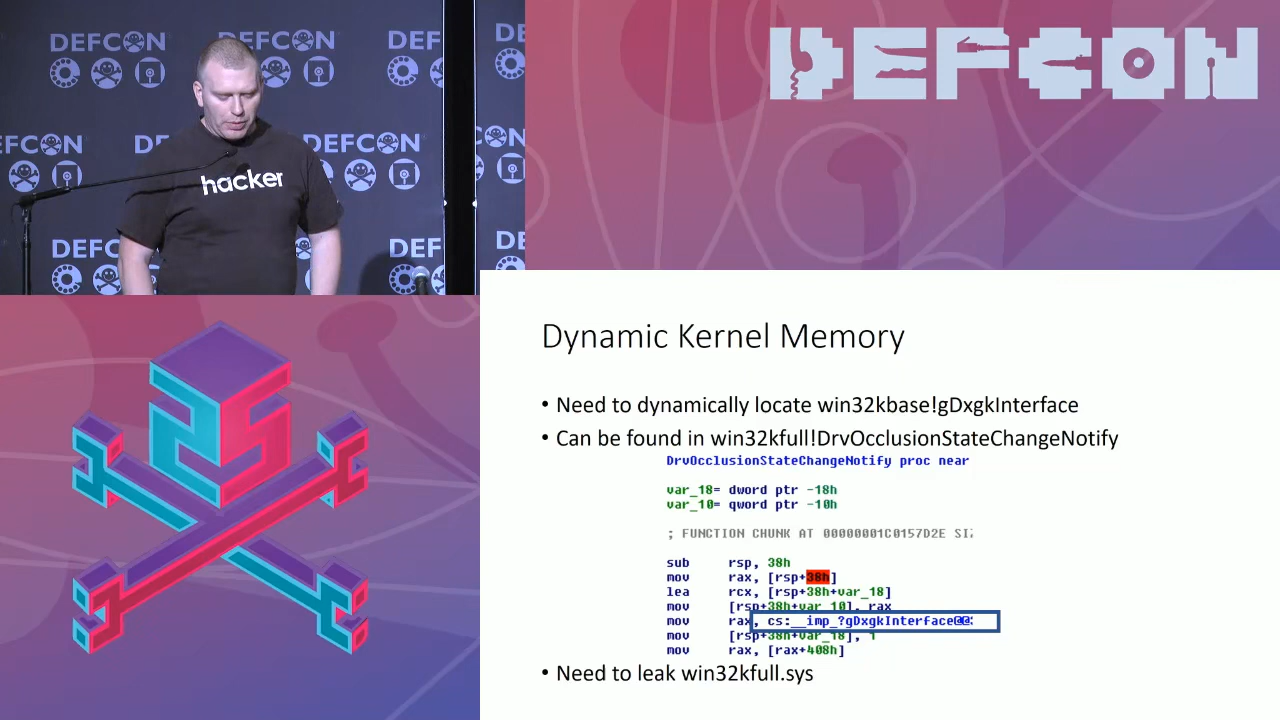 DEFCON
DEFCON
DEF
DEFCON
DEFCON
hacker
DEF
DEFCON
Dynamic Kernel Memory
• Need to dynamically locate win32kbase!gDxgkInterface
• Can be found in win32kfull!DrvOcclusionStateChangeNotify
DrvOcclusionStateChangeNotify proc near
var_18= dword ptr -18h
var_10= qword ptr -10h
; FUNCTION CHUNK AT 00000001C0157D2E SI
sub rsp, 38h
mov rax, [rsp+38h]
lea rcx, [rsp+38h+var_18]
mov [rsp+38h+var_10], rax
mov rax, cs:__imp_?gDxgkInterface@@
mov [rsp+38h+var_18], 1
mov rax, [rax+408h]
• Need to leak win32kfull.sys